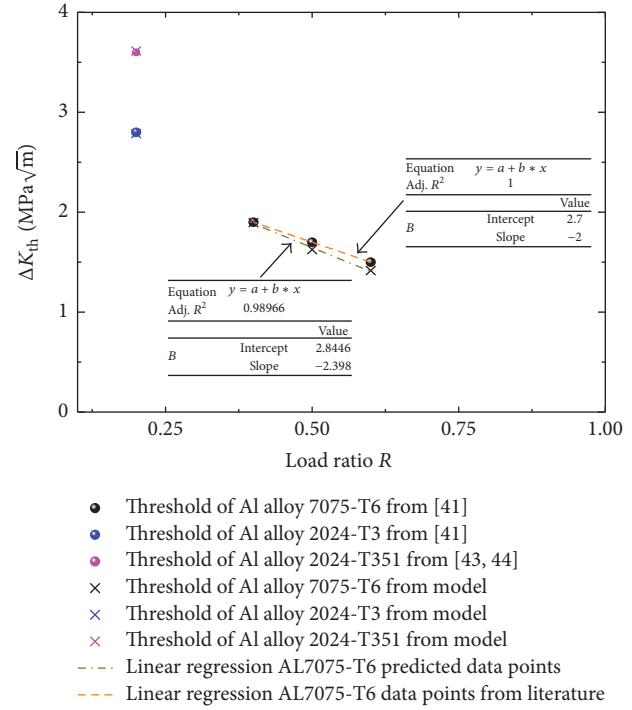 4
3
2
1
0
ΔK_th (MPa√m)
0.25 0.50 0.75 1.00
Load ratio R
Equation y = a + b ∗ x
Adj. R² 1
Value
B Intercept 2.7
Slope −2
Equation y = a + b ∗ x
Adj. R² 0.98966
Value
B Intercept 2.8446
Slope −2.398
Threshold of Al alloy 7075-T6 from [41]
Threshold of Al alloy 2024-T3 from [41]
Threshold of Al alloy 2024-T351 from [43, 44]
Threshold of Al alloy 7075-T6 from model
Threshold of Al alloy 2024-T3 from model
Threshold of Al alloy 2024-T351 from model
Linear regression AL7075-T6 predicted data points
Linear regression AL7075-T6 data points from literature